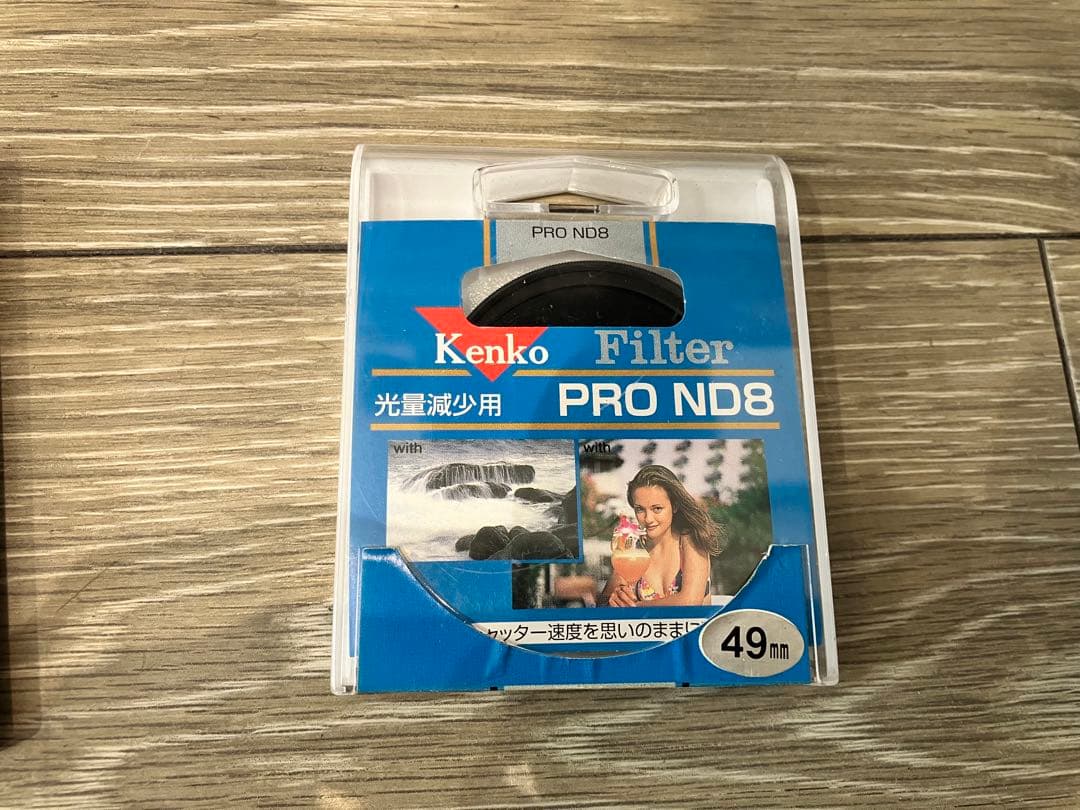 PRO ND8
Kenko Filter
光量減少用 PRO ND8
with with
ャッター速度を思いのままに
49mm